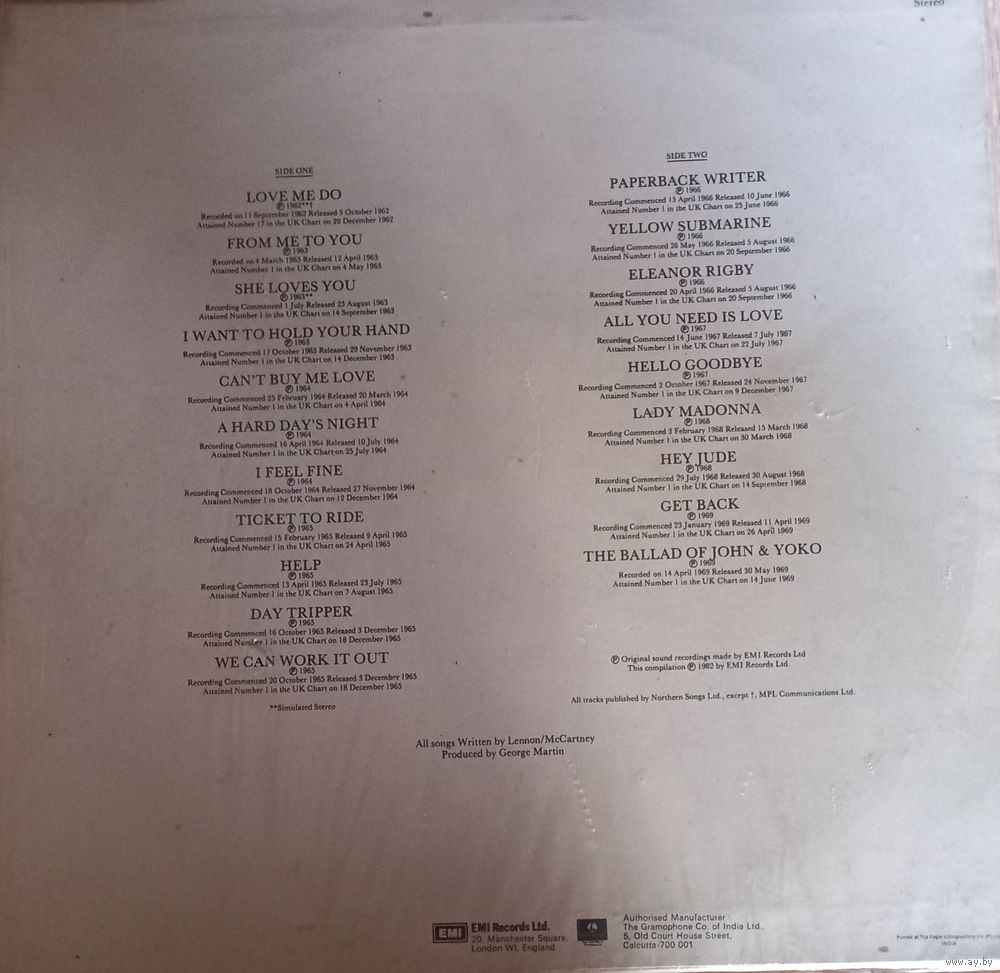 Stereo
SIDE ONE
LOVE ME DO
℗ 1962**†
Recorded on 11 September 1962 Released 5 October 1962
Attained Number 17 in the UK Chart on 29 December 1962
FROM ME TO YOU
℗ 1963
Recorded on 4 March 1963 Released 12 April 1963
Attained Number 1 in the UK Chart on 4 May 1963
SHE LOVES YOU
℗ 1963**
Recording Commenced 1 July Released 23 August 1963
Attained Number 1 in the UK Chart on 14 September 1963
I WANT TO HOLD YOUR HAND
℗ 1963
Recording Commenced 17 October 1963 Released 29 November 1963
Attained Number 1 in the UK Chart on 14 December 1963
CAN'T BUY ME LOVE
℗ 1964
Recording Commenced 25 February 1964 Released 20 March 1964
Attained Number 1 in the UK Chart on 4 April 1964
A HARD DAY'S NIGHT
℗ 1964
Recording Commenced 16 April 1964 Released 10 July 1964
Attained Number 1 in the UK Chart on 25 July 1964
I FEEL FINE
℗ 1964
Recording Commenced 18 October 1964 Released 27 November 1964
Attained Number 1 in the UK Chart on 12 December 1964
TICKET TO RIDE
℗ 1965
Recording Commenced 15 February 1965 Released 9 April 1965
Attained Number 1 in the UK Chart on 24 April 1965
HELP
℗ 1965
Recording Commenced 13 April 1965 Released 23 July 1965
Attained Number 1 in the UK Chart on 7 August 1965
DAY TRIPPER
℗ 1965
Recording Commenced 16 October 1965 Released 3 December 1965
Attained Number 1 in the UK Chart on 18 December 1965
WE CAN WORK IT OUT
℗ 1965
Recording Commenced 20 October 1965 Released 3 December 1965
Attained Number 1 in the UK Chart on 18 December 1965
**Simulated Stereo
SIDE TWO
PAPERBACK WRITER
℗ 1966
Recording Commenced 13 April 1966 Released 10 June 1966
Attained Number 1 in the UK Chart on 25 June 1966
YELLOW SUBMARINE
℗ 1966
Recording Commenced 26 May 1966 Released 5 August 1966
Attained Number 1 in the UK Chart on 20 September 1966
ELEANOR RIGBY
℗ 1966
Recording Commenced 20 April 1966 Released 5 August 1966
Attained Number 1 in the UK Chart on 20 September 1966
ALL YOU NEED IS LOVE
℗ 1967
Recording Commenced 14 June 1967 Released 7 July 1967
Attained Number 1 in the UK Chart on 22 July 1967
HELLO GOODBYE
℗ 1967
Recording Commenced 2 October 1967 Released 24 November 1967
Attained Number 1 in the UK Chart on 9 December 1967
LADY MADONNA
℗ 1968
Recording Commenced 3 February 1968 Released 15 March 1968
Attained Number 1 in the UK Chart on 30 March 1968
HEY JUDE
℗ 1968
Recording Commenced 29 July 1968 Released 30 August 1968
Attained Number 1 in the UK Chart on 14 September 1968
GET BACK
℗ 1969
Recording Commenced 23 January 1969 Released 11 April 1969
Attained Number 1 in the UK Chart on 26 April 1969
THE BALLAD OF JOHN & YOKO
℗ 1969
Recorded on 14 April 1969 Released 30 May 1969
Attained Number 1 in the UK Chart on 14 June 1969
℗ Original sound recordings made by EMI Records Ltd
This compilation ℗ 1982 by EMI Records Ltd.
All tracks published by Northern Songs Ltd., except †, MPL Communications Ltd.
All songs Written by Lennon/McCartney
Produced by George Martin
EMI
EMI Records Ltd.
20, Manchester Square,
London WI, England
Authorised Manufacturer
The Gramophone Co. of India Ltd.,
5, Old Court House Street,
Calcutta-700 001
Printed at The Eagle Lithographing Co
INDIA
www.ay.by